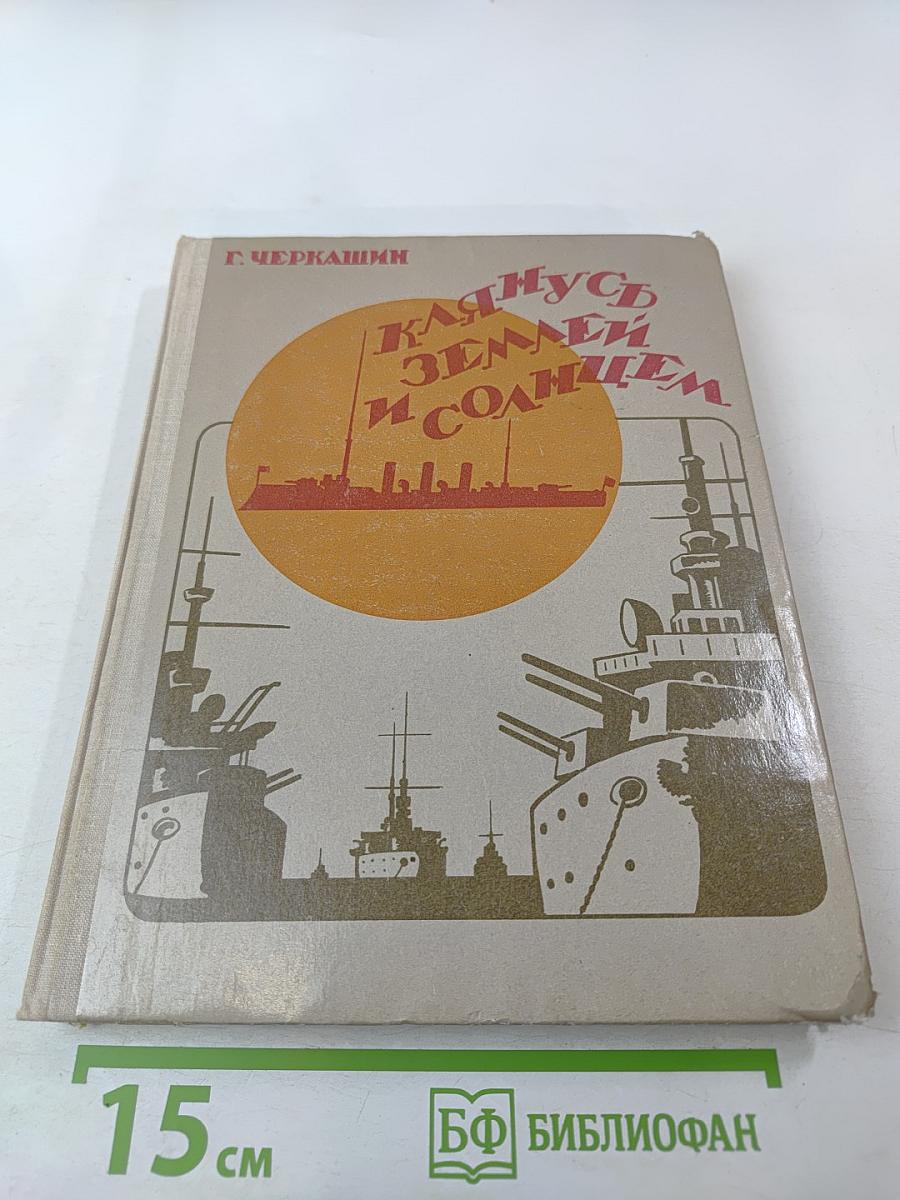 Г. ЧЕРКАШИН
КЛЯНУСЬ
ЗЕМЛЕЙ
И СОЛНЦЕМ
15 см
БФ БИБЛИОФАН